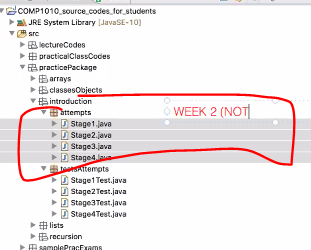 COMP1010_source_codes_for_students
JRE System Library [JavaSE-10]
src
lectureCodes
practicalClassCodes
practicePackage
arrays
classesObjects
introduction
attempts
WEEK 2 (NOT
Stage1.java
Stage2.java
Stage3.java
Stage4.java
testsAttempts
Stage1Test.java
Stage2Test.java
Stage3Test.java
Stage4Test.java
lists
recursion
samplePracExams